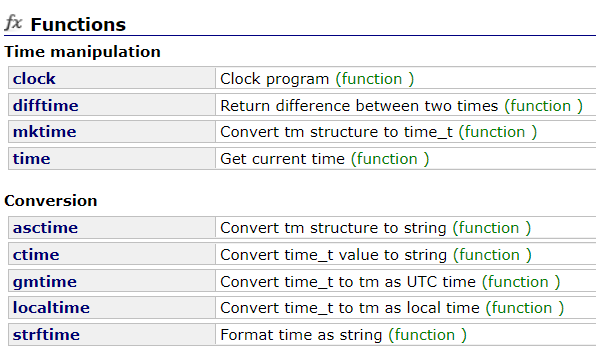 fx Functions
Time manipulation
clock Clock program (function )
difftime Return difference between two times (function )
mktime Convert tm structure to time_t (function )
time Get current time (function )
Conversion
asctime Convert tm structure to string (function )
ctime Convert time_t value to string (function )
gmtime Convert time_t to tm as UTC time (function )
localtime Convert time_t to tm as local time (function )
strftime Format time as string (function )